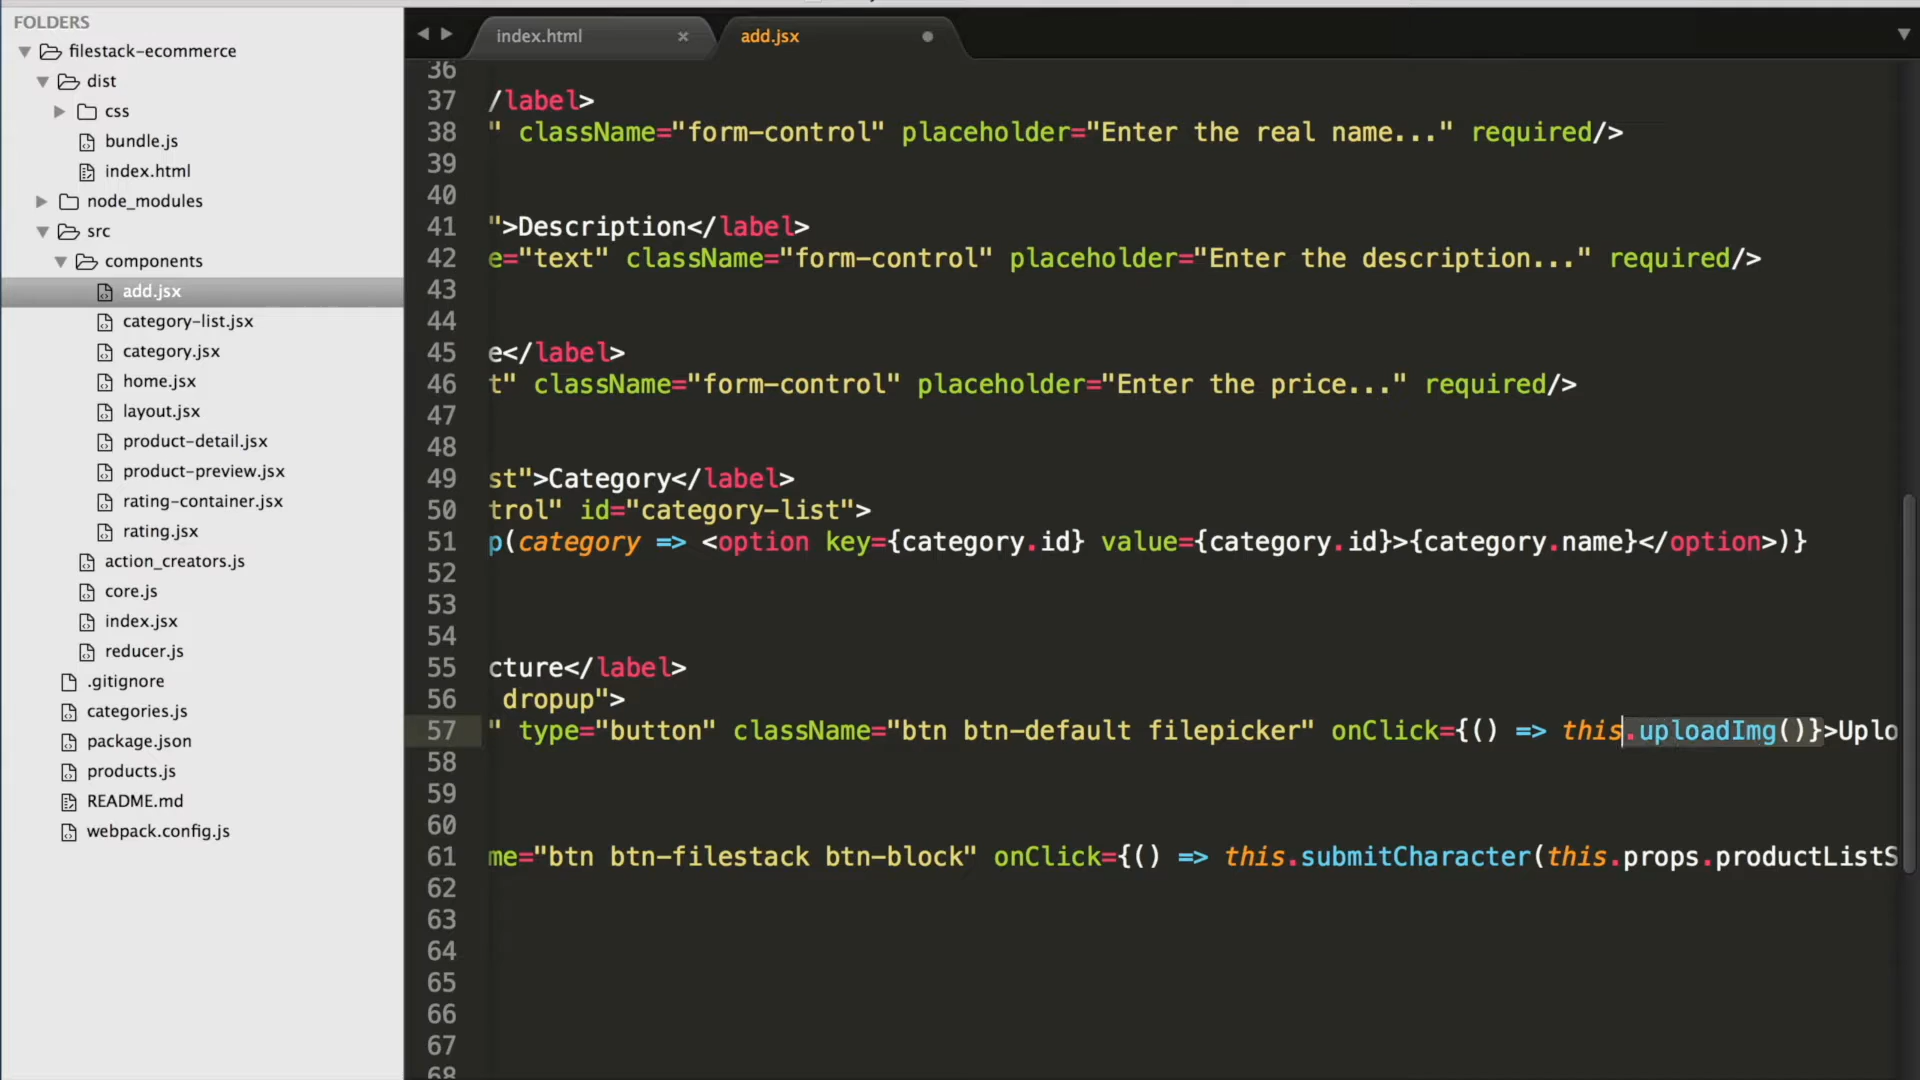 FOLDERS
filestack-ecommerce
dist
css
bundle.js
index.html
node_modules
src
components
add.jsx
category-list.jsx
category.jsx
home.jsx
layout.jsx
product-detail.jsx
product-preview.jsx
rating-container.jsx
rating.jsx
action_creators.js
core.js
index.jsx
reducer.js
.gitignore
categories.js
package.json
products.js
README.md
webpack.config.js
index.html
add.jsx
36
37 /label>
38 " className="form-control" placeholder="Enter the real name..." required/>
39
40
41 ">Description</label>
42 e="text" className="form-control" placeholder="Enter the description..." required/>
43
44
45 e</label>
46 t" className="form-control" placeholder="Enter the price..." required/>
47
48
49 st">Category</label>
50 trol" id="category-list">
51 p(category => <option key={category.id} value={category.id}>{category.name}</option>)}
52
53
54
55 cture</label>
56 dropup">
57 " type="button" className="btn btn-default filepicker" onClick={() => this.uploadImg()}>Uplo
58
59
60
61 me="btn btn-filestack btn-block" onClick={() => this.submitCharacter(this.props.productListS
62
63
64
65
66
67
68